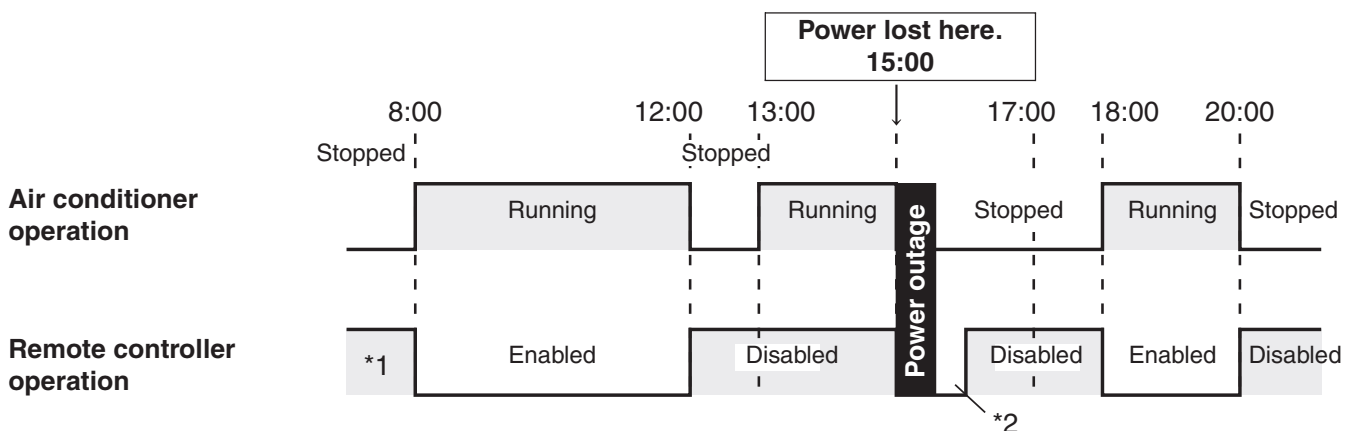 Power lost here.
15:00
8:00 12:00 13:00 17:00 18:00 20:00
Stopped Stopped
Air conditioner
operation
Running Running Power outage Stopped Running Stopped
Remote controller
operation
*1 Enabled Disabled Disabled Enabled Disabled
*2